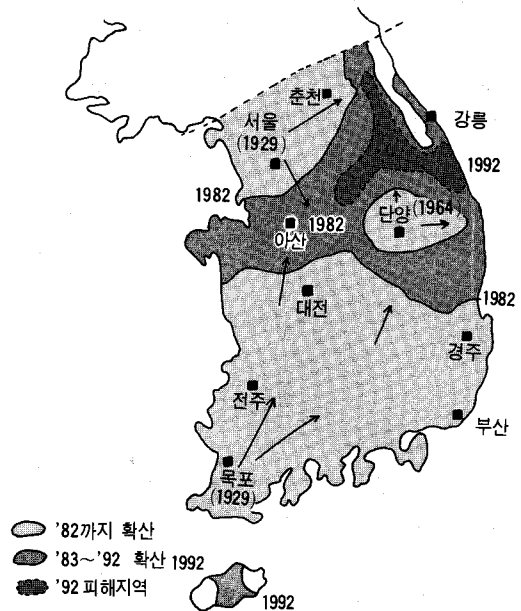 춘천
서울
(1929)
강릉
1992
1982
단양 (1964)
1982
아산
1982
대전
경주
전주
부산
목포
(1929)
'82까지 확산
'83~'92 확산
'92 피해지역
1992
1992